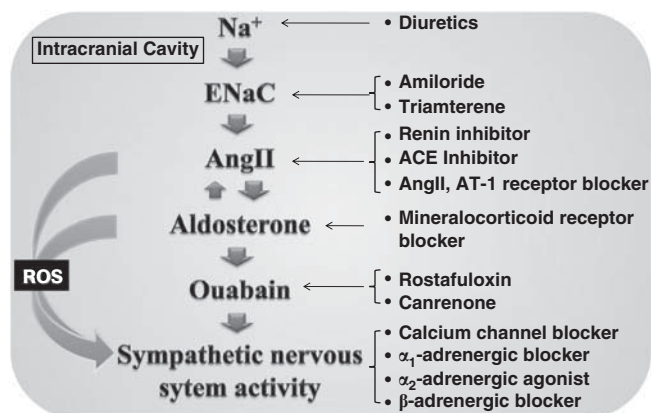 Na⁺
• Diuretics
Intracranial Cavity
ENaC
• Amiloride
• Triamterene
AngII
• Renin inhibitor
• ACE Inhibitor
• AngII, AT-1 receptor blocker
Aldosterone
• Mineralocorticoid receptor
blocker
ROS
Ouabain
• Rostafuloxin
• Canrenone
Sympathetic nervous
sytem activity
• Calcium channel blocker
• α₁-adrenergic blocker
• α₂-adrenergic agonist
• β-adrenergic blocker